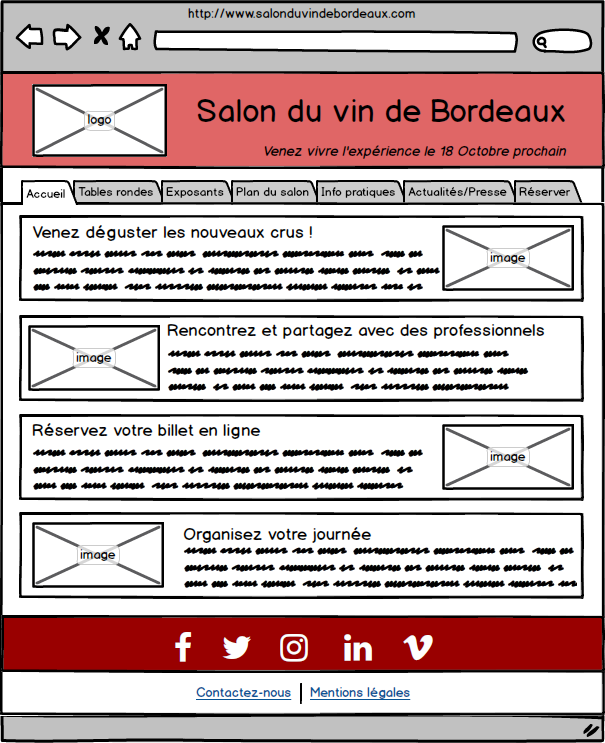 http://www.salonduvindebordeaux.com
logo
Salon du vin de Bordeaux
Venez vivre l'expérience le 18 Octobre prochain
Accueil Tables rondes Exposants Plan du salon Info pratiques Actualités/Presse Réserver
Venez déguster les nouveaux crus !
image
Rencontrez et partagez avec des professionnels
image
Réservez votre billet en ligne
image
Organisez votre journée
image
Contactez-nous | Mentions légales